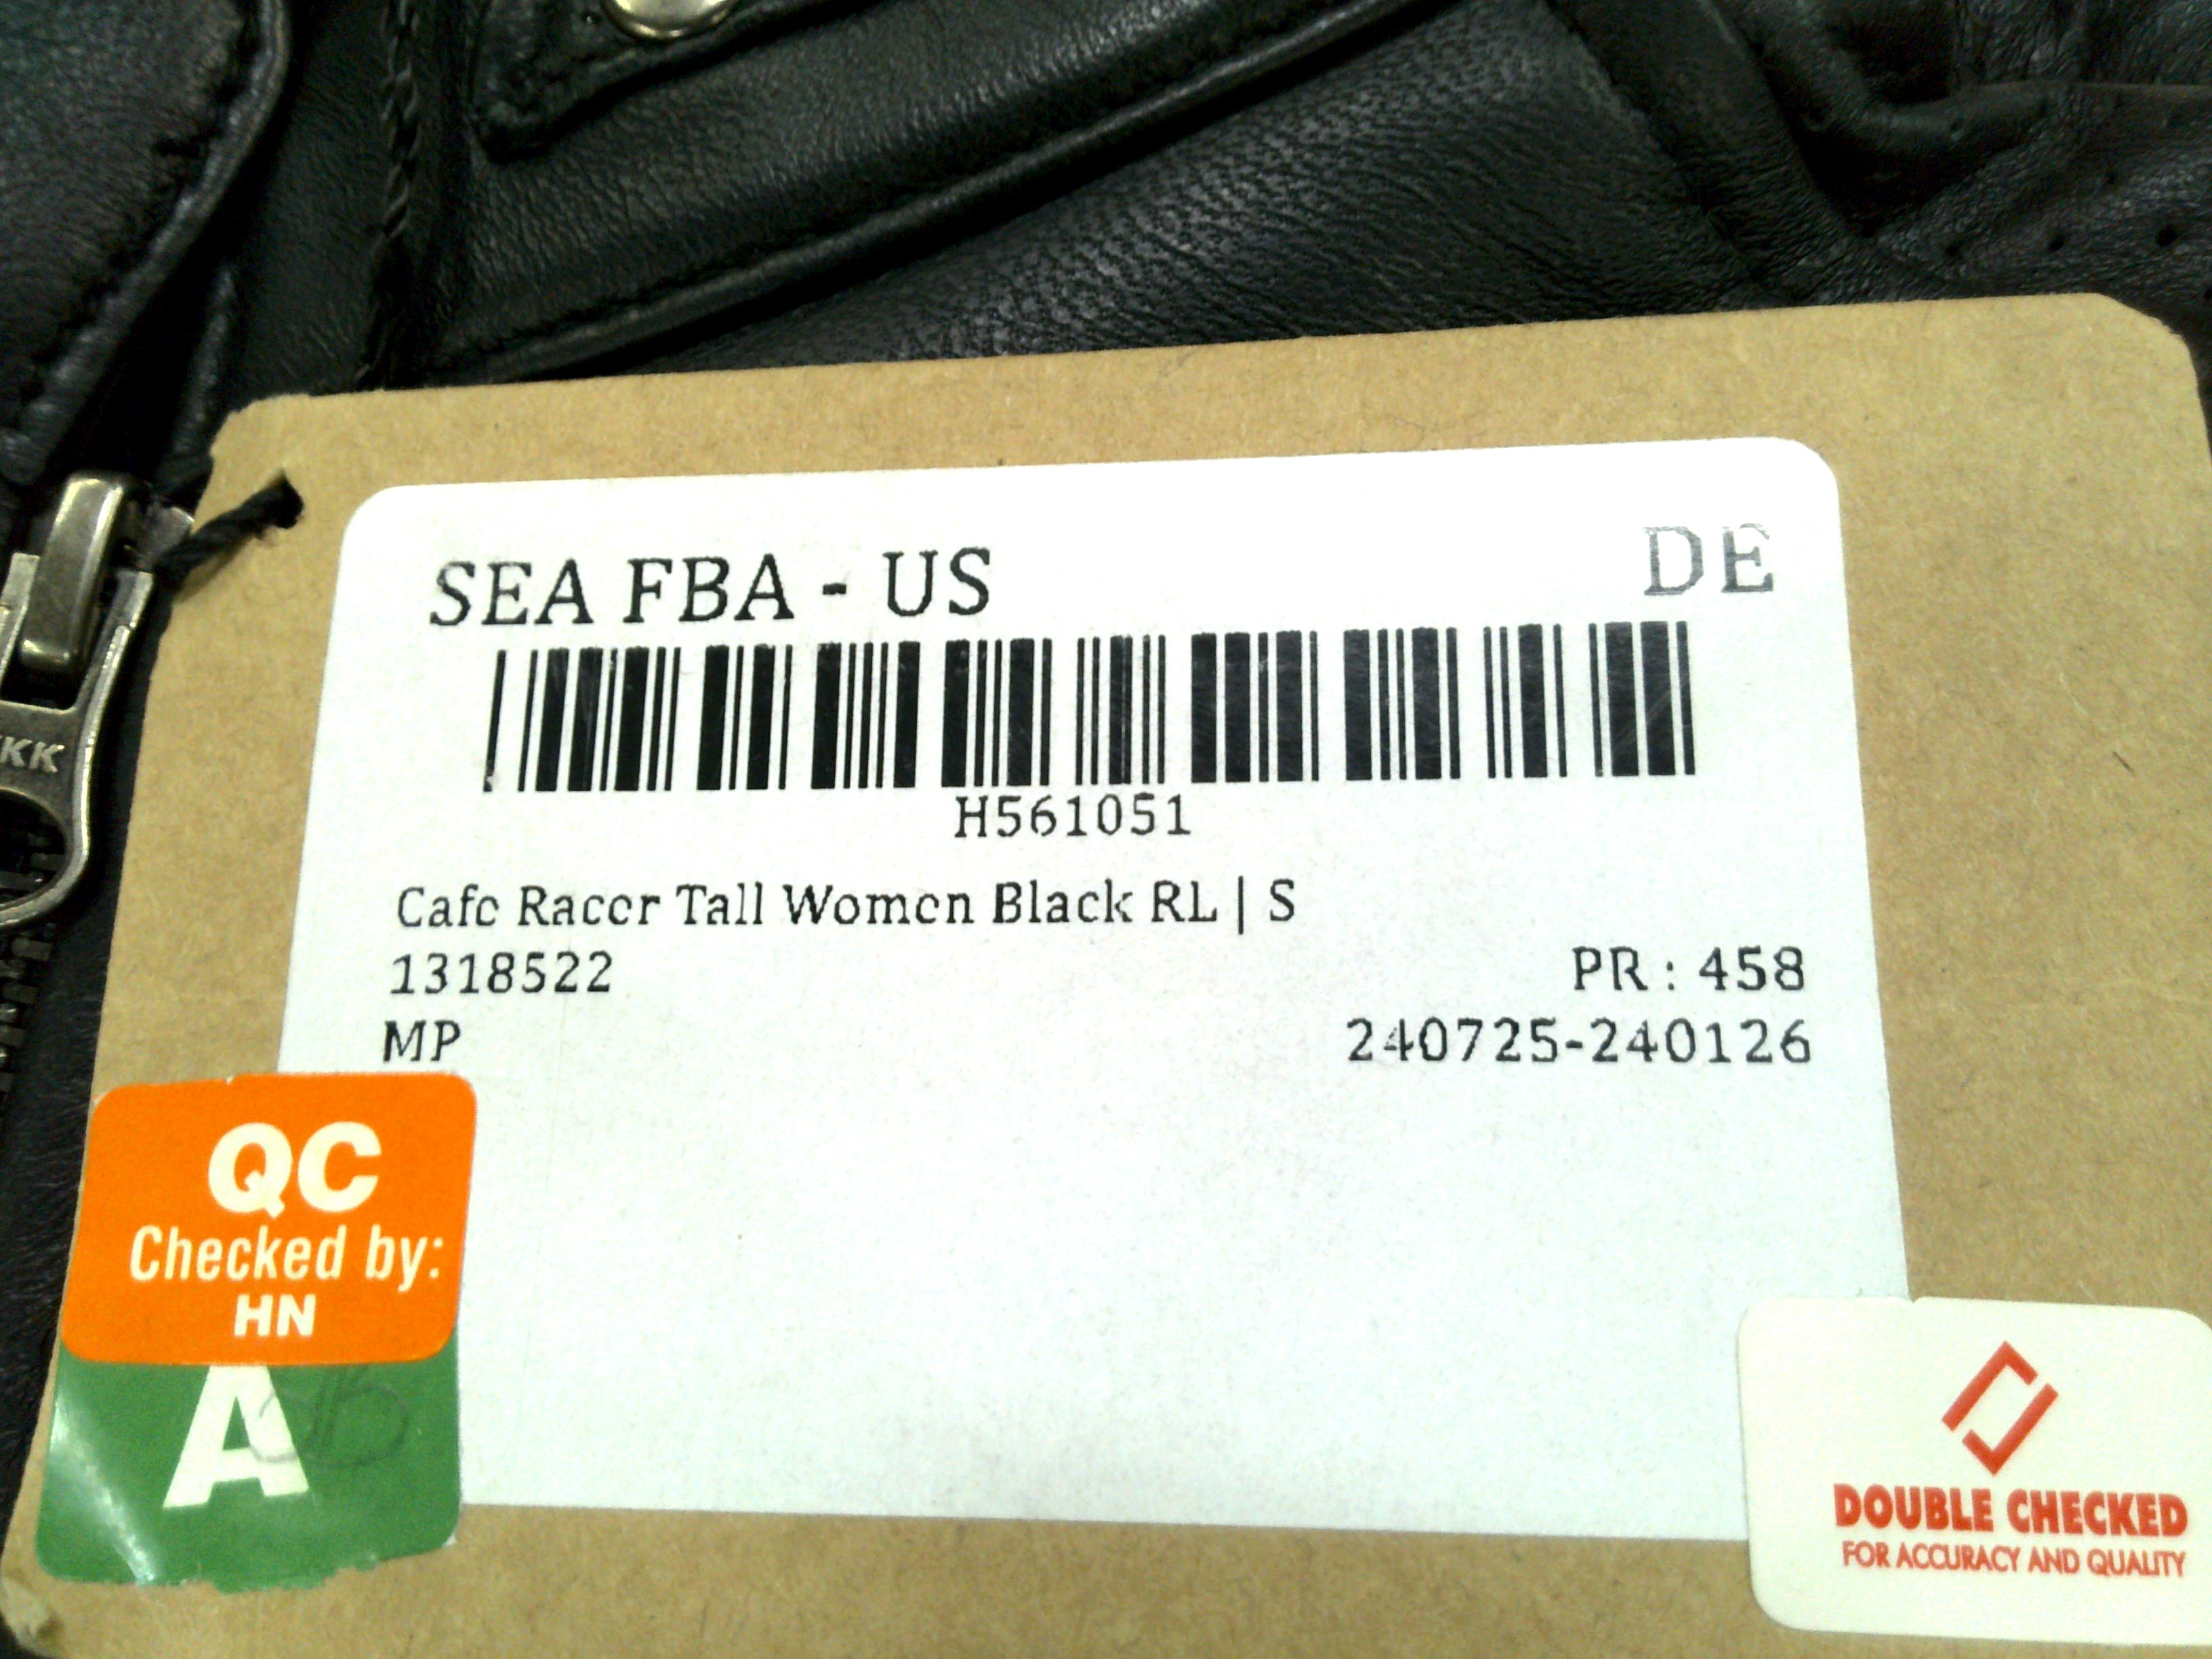 SEA FBA - US
DE
H561051
Cafe Racer Tall Women Black RL | S
1318522
PR : 458
MP
240725-240126
QC
Checked by:
HN
A
DOUBLE CHECKED
FOR ACCURACY AND QUALITY
KK